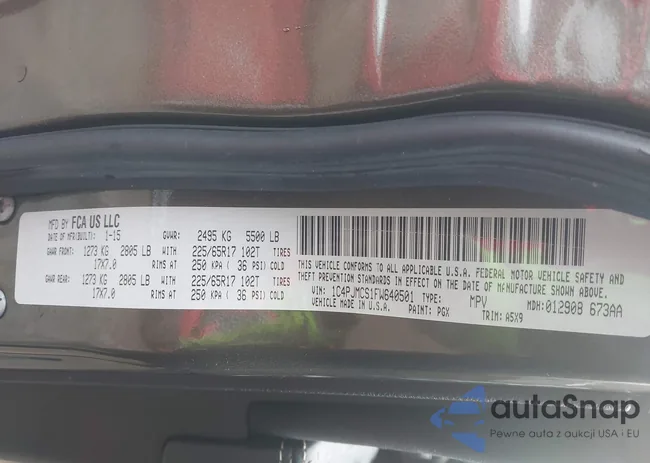 MFD BY FCA US LLC
DATE OF MFR(BUILT): 1-15 GVWR: 2495 KG 5500 LB
GAWR FRONT: 1273 KG 2805 LB WITH 225/65R17 102T TIRES
17X7.0 RIMS AT 250 KPA ( 36 PSI) COLD
GAWR REAR: 1273 KG 2805 LB WITH 225/65R17 102T TIRES
17X7.0 RIMS AT 250 KPA ( 36 PSI) COLD
THIS VEHICLE CONFORMS TO ALL APPLICABLE U.S.A. FEDERAL MOTOR VEHICLE SAFETY AND
THEFT PREVENTION STANDARDS IN EFFECT ON THE DATE OF MFNUFACTURE SHOWN ABOVE.
VIN: 1C4PJMCS1FW640501 TYPE: MPV MDH: 012908 673AA
VEHICLE MADE IN U.S.A. PAINT: PGX TRIM: A5X9
autaSnap
Pewne auta z aukcji USA i EU